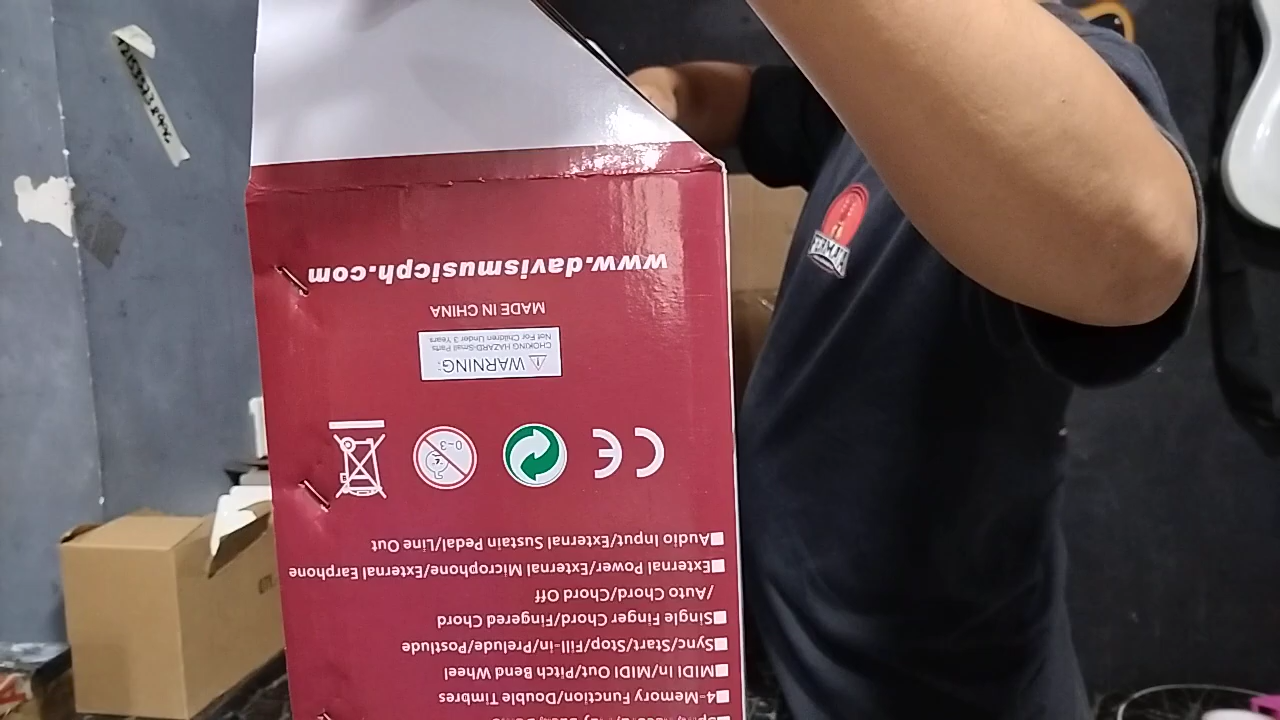 4-Memory Function/Double Timbres
MIDI In/MIDI Out/Pitch Bend Wheel
Sync/Start/Stop/Fill-in/Prelude/Postlude
Single Finger Chord/Fingered Chord
/Auto Chord/Chord Off
External Power/External Microphone/External Earphone
Audio Input/External Sustain Pedal/Line Out
CE
0-3
WARNING:
CHOKING HAZARD-Small Parts
Not For Children Under 3 Years
MADE IN CHINA
www.davismusicph.com